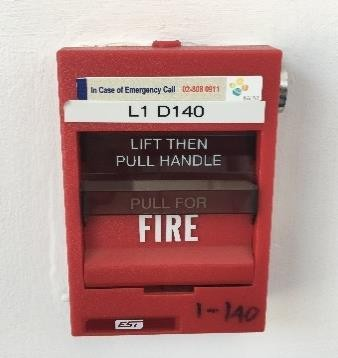 In Case of Emergency Call 02-808 0911
L1 D140
LIFT THEN
PULL HANDLE
PULL FOR
FIRE
EST
1-140